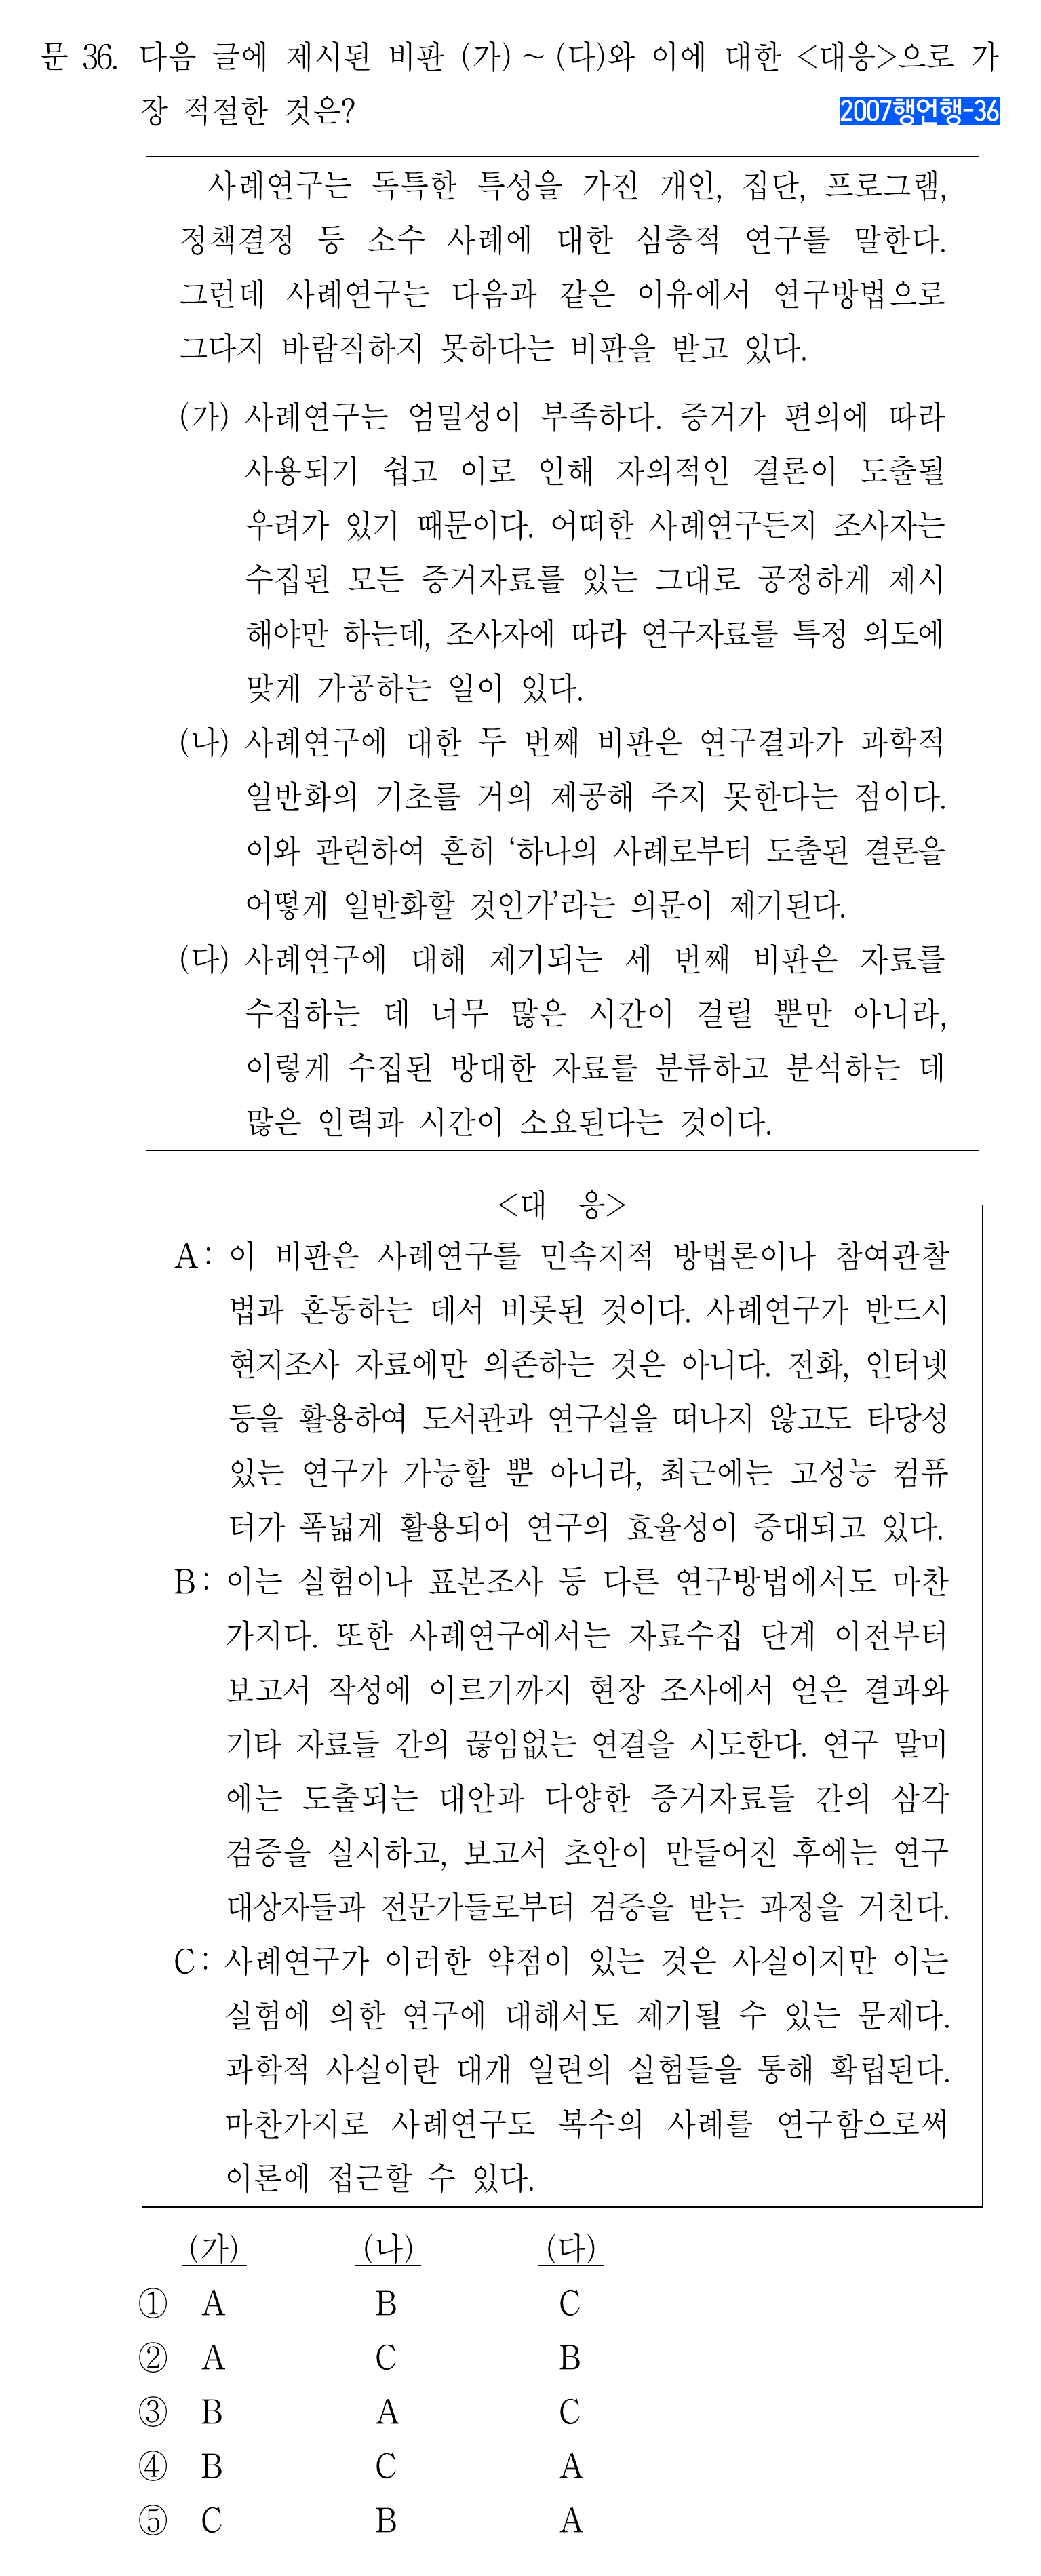 문 36. 다음 글에 제시된 비판 (가)~(다)와 이에 대한 <대응>으로 가
장 적절한 것은?
2007행언행-36
사례연구는 독특한 특성을 가진 개인, 집단, 프로그램,
정책결정 등 소수 사례에 대한 심층적 연구를 말한다.
그런데 사례연구는 다음과 같은 이유에서 연구방법으로
그다지 바람직하지 못하다는 비판을 받고 있다.
(가) 사례연구는 엄밀성이 부족하다. 증거가 편의에 따라
사용되기 쉽고 이로 인해 자의적인 결론이 도출될
우려가 있기 때문이다. 어떠한 사례연구든지 조사자는
수집된 모든 증거자료를 있는 그대로 공정하게 제시
해야만 하는데, 조사자에 따라 연구자료를 특정 의도에
맞게 가공하는 일이 있다.
(나) 사례연구에 대한 두 번째 비판은 연구결과가 과학적
일반화의 기초를 거의 제공해 주지 못한다는 점이다.
이와 관련하여 흔히 ‘하나의 사례로부터 도출된 결론을
어떻게 일반화할 것인가’라는 의문이 제기된다.
(다) 사례연구에 대해 제기되는 세 번째 비판은 자료를
수집하는 데 너무 많은 시간이 걸릴 뿐만 아니라,
이렇게 수집된 방대한 자료를 분류하고 분석하는 데
많은 인력과 시간이 소요된다는 것이다.
<대 응>
A: 이 비판은 사례연구를 민속지적 방법론이나 참여관찰
법과 혼동하는 데서 비롯된 것이다. 사례연구가 반드시
현지조사 자료에만 의존하는 것은 아니다. 전화, 인터넷
등을 활용하여 도서관과 연구실을 떠나지 않고도 타당성
있는 연구가 가능할 뿐 아니라, 최근에는 고성능 컴퓨
터가 폭넓게 활용되어 연구의 효율성이 증대되고 있다.
B: 이는 실험이나 표본조사 등 다른 연구방법에서도 마찬
가지다. 또한 사례연구에서는 자료수집 단계 이전부터
보고서 작성에 이르기까지 현장 조사에서 얻은 결과와
기타 자료들 간의 끊임없는 연결을 시도한다. 연구 말미
에는 도출되는 대안과 다양한 증거자료들 간의 삼각
검증을 실시하고, 보고서 초안이 만들어진 후에는 연구
대상자들과 전문가들로부터 검증을 받는 과정을 거친다.
C: 사례연구가 이러한 약점이 있는 것은 사실이지만 이는
실험에 의한 연구에 대해서도 제기될 수 있는 문제다.
과학적 사실이란 대개 일련의 실험들을 통해 확립된다.
마찬가지로 사례연구도 복수의 사례를 연구함으로써
이론에 접근할 수 있다.
(가) (나) (다)
① A B C
② A C B
③ B A C
④ B C A
⑤ C B A